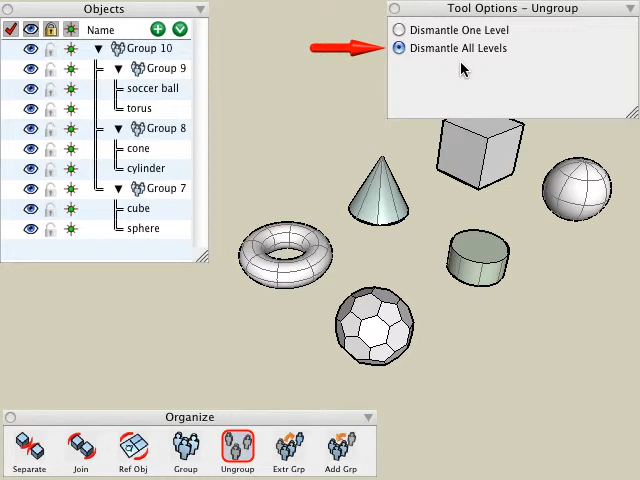 Objects
Name
Group 10
Group 9
soccer ball
torus
Group 8
cone
cylinder
Group 7
cube
sphere
Tool Options - Ungroup
Dismantle One Level
Dismantle All Levels
Organize
Separate Join Ref Obj Group Ungroup Extr Grp Add Grp